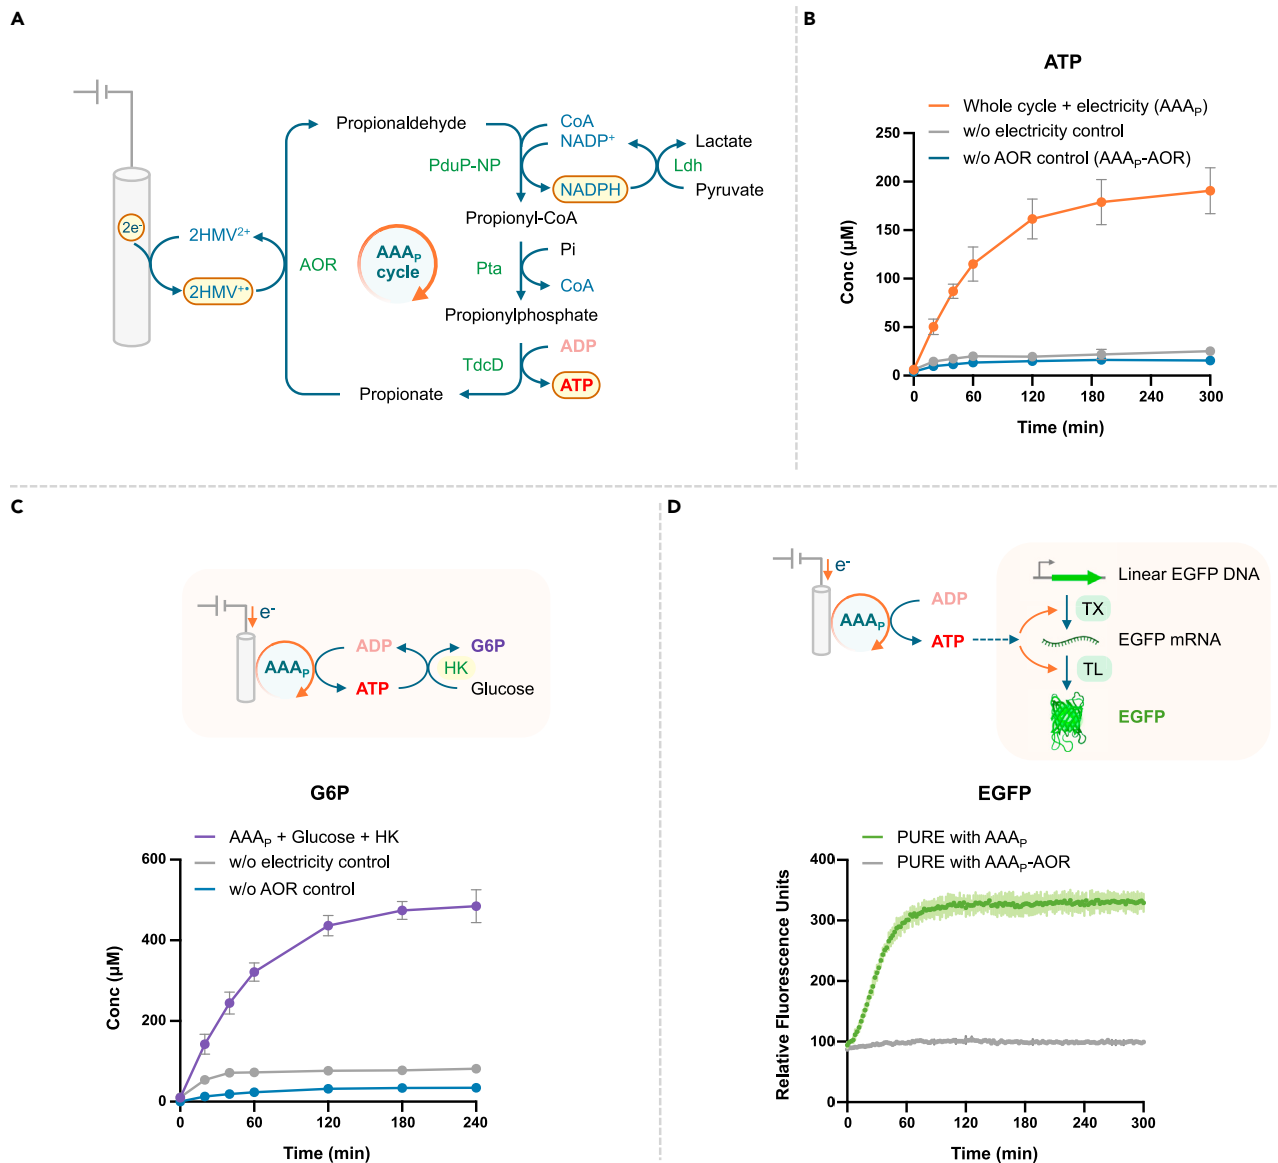 A
2e⁻
2HMV²⁺
2HMV⁺•
AOR
Propionaldehyde
CoA
NADP⁺
PduP-NP
NADPH
Lactate
Ldh
Pyruvate
Propionyl-CoA
AAAₚ
cycle
Pta
Pi
CoA
Propionylphosphate
ADP
TdcD
ATP
Propionate
B
ATP
Whole cycle + electricity (AAAₚ)
w/o electricity control
w/o AOR control (AAAₚ-AOR)
250
200
150
100
50
0
Conc (µM)
0 60 120 180 240 300
Time (min)
C
e⁻
AAAₚ
ADP
ATP
G6P
HK
Glucose
G6P
AAAₚ + Glucose + HK
w/o electricity control
w/o AOR control
600
400
200
0
Conc (µM)
0 60 120 180 240
Time (min)
D
e⁻
AAAₚ
ADP
ATP
Linear EGFP DNA
TX
EGFP mRNA
TL
EGFP
EGFP
PURE with AAAₚ
PURE with AAAₚ-AOR
400
300
200
100
0
Relative Fluorescence Units
0 60 120 180 240 300
Time (min)